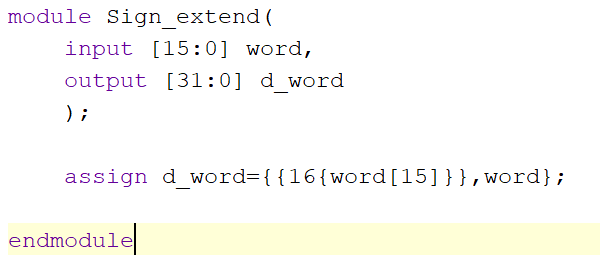 module Sign_extend(
    input [15:0] word,
    output [31:0] d_word
    );
    assign d_word={{16{word[15]}},word};
endmodule